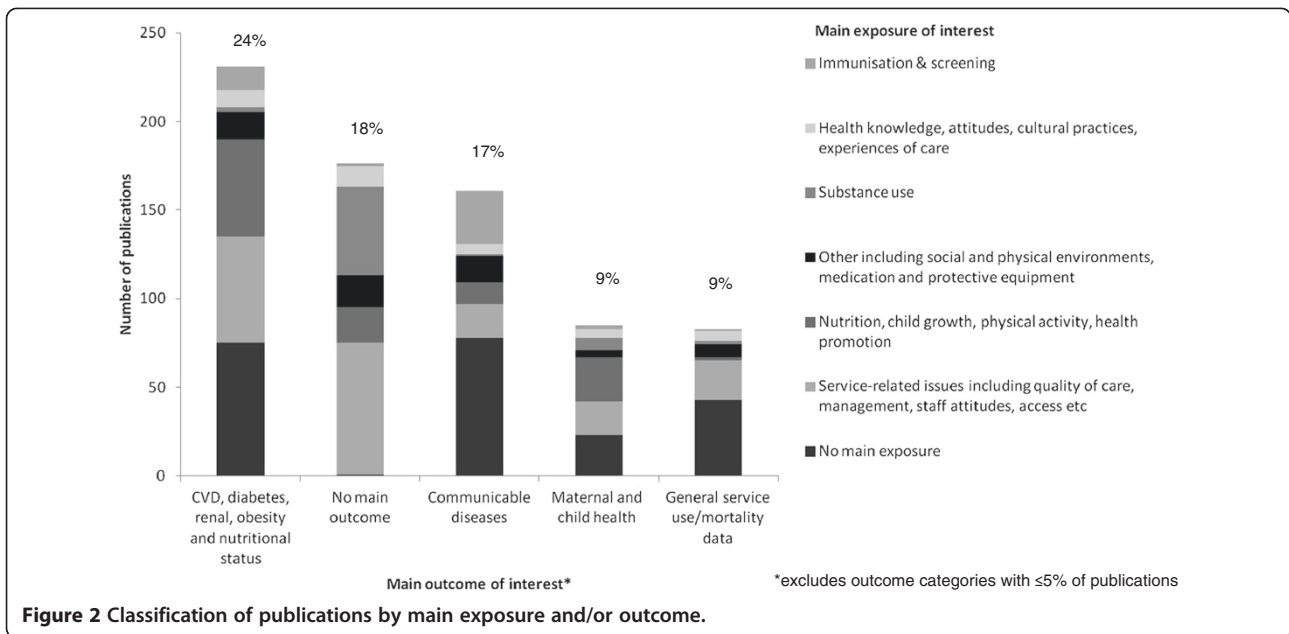 250
200
150
100
50
0
Number of publications
24%
18%
17%
9%
9%
CVD, diabetes,
renal, obesity
and nutritional
status
No main
outcome
Communicable
diseases
Maternal and
child health
General service
use/mortality
data
Main outcome of interest*
Main exposure of interest
Immunisation & screening
Health knowledge, attitudes, cultural practices,
experiences of care
Substance use
Other including social and physical environments,
medication and protective equipment
Nutrition, child growth, physical activity, health
promotion
Service-related issues including quality of care,
management, staff attitudes, access etc
No main exposure
*excludes outcome categories with ≤5% of publications
Figure 2 Classification of publications by main exposure and/or outcome.